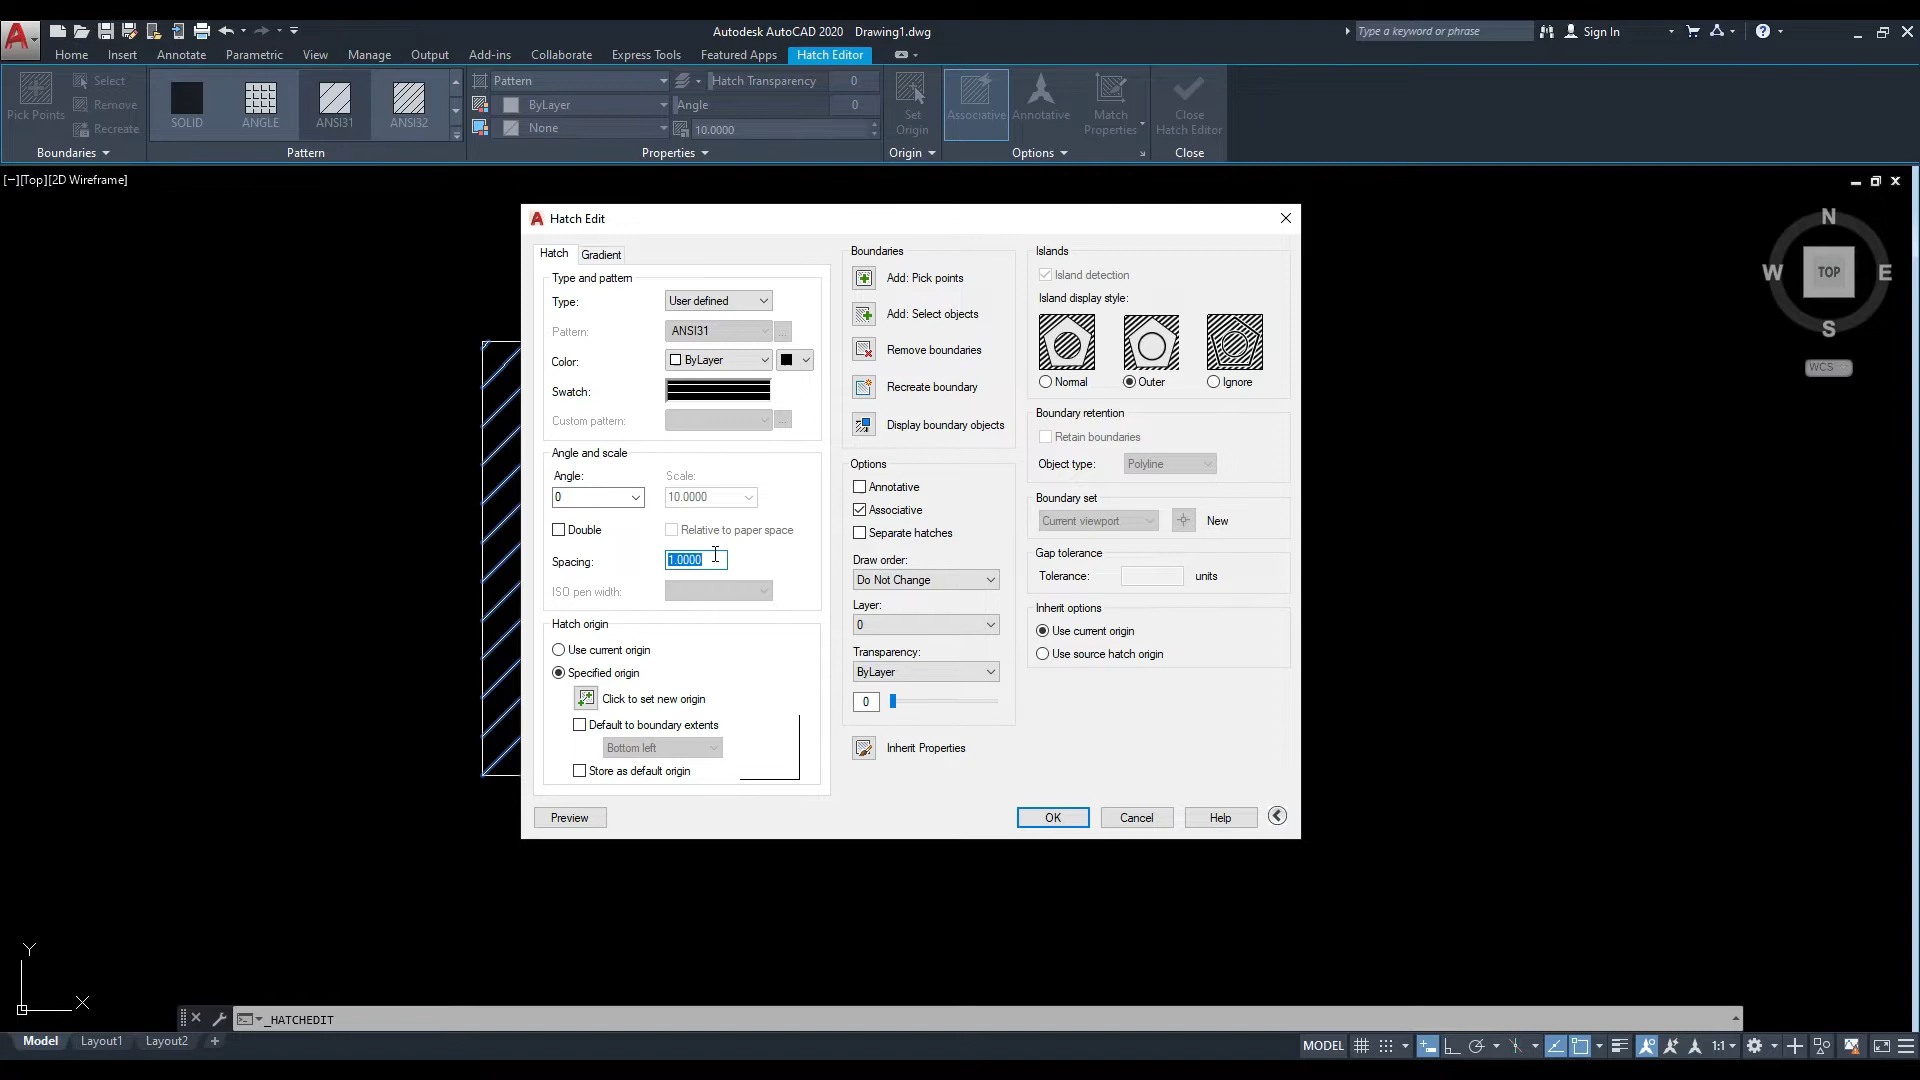 Autodesk AutoCAD 2020 Drawing1.dwg
Type a keyword or phrase
Sign In
Home Insert Annotate Parametric View Manage Output Add-ins Collaborate Express Tools Featured Apps Hatch Editor
Pick Points
Select
Remove
Recreate
Boundaries
SOLID
ANGLE
ANSI31
ANSI32
Pattern
Pattern
ByLayer
None
Hatch Transparency 0
Angle 0
10.0000
Properties
Set
Origin
Origin
Associative
Annotative
Match
Properties
Options
Close
Hatch Editor
Close
[−][Top][2D Wireframe]
N
W TOP E
S
WCS
Hatch Edit
Hatch Gradient
Type and pattern
Type: User defined
Pattern: ANSI31 ...
Color: ByLayer
Swatch:
Custom pattern: ...
Angle and scale
Angle: Scale:
0 10.0000
Double Relative to paper space
Spacing: 1.0000
ISO pen width:
Hatch origin
Use current origin
Specified origin
Click to set new origin
Default to boundary extents
Bottom left
Store as default origin
Boundaries
Add: Pick points
Add: Select objects
Remove boundaries
Recreate boundary
Display boundary objects
Options
Annotative
Associative
Separate hatches
Draw order:
Do Not Change
Layer:
0
Transparency:
ByLayer
0
Inherit Properties
Islands
Island detection
Island display style:
Normal Outer Ignore
Boundary retention
Retain boundaries
Object type: Polyline
Boundary set
Current viewport New
Gap tolerance
Tolerance: units
Inherit options
Use current origin
Use source hatch origin
Preview OK Cancel Help
Y
X
_HATCHEDIT
Model Layout1 Layout2 +
MODEL 1:1